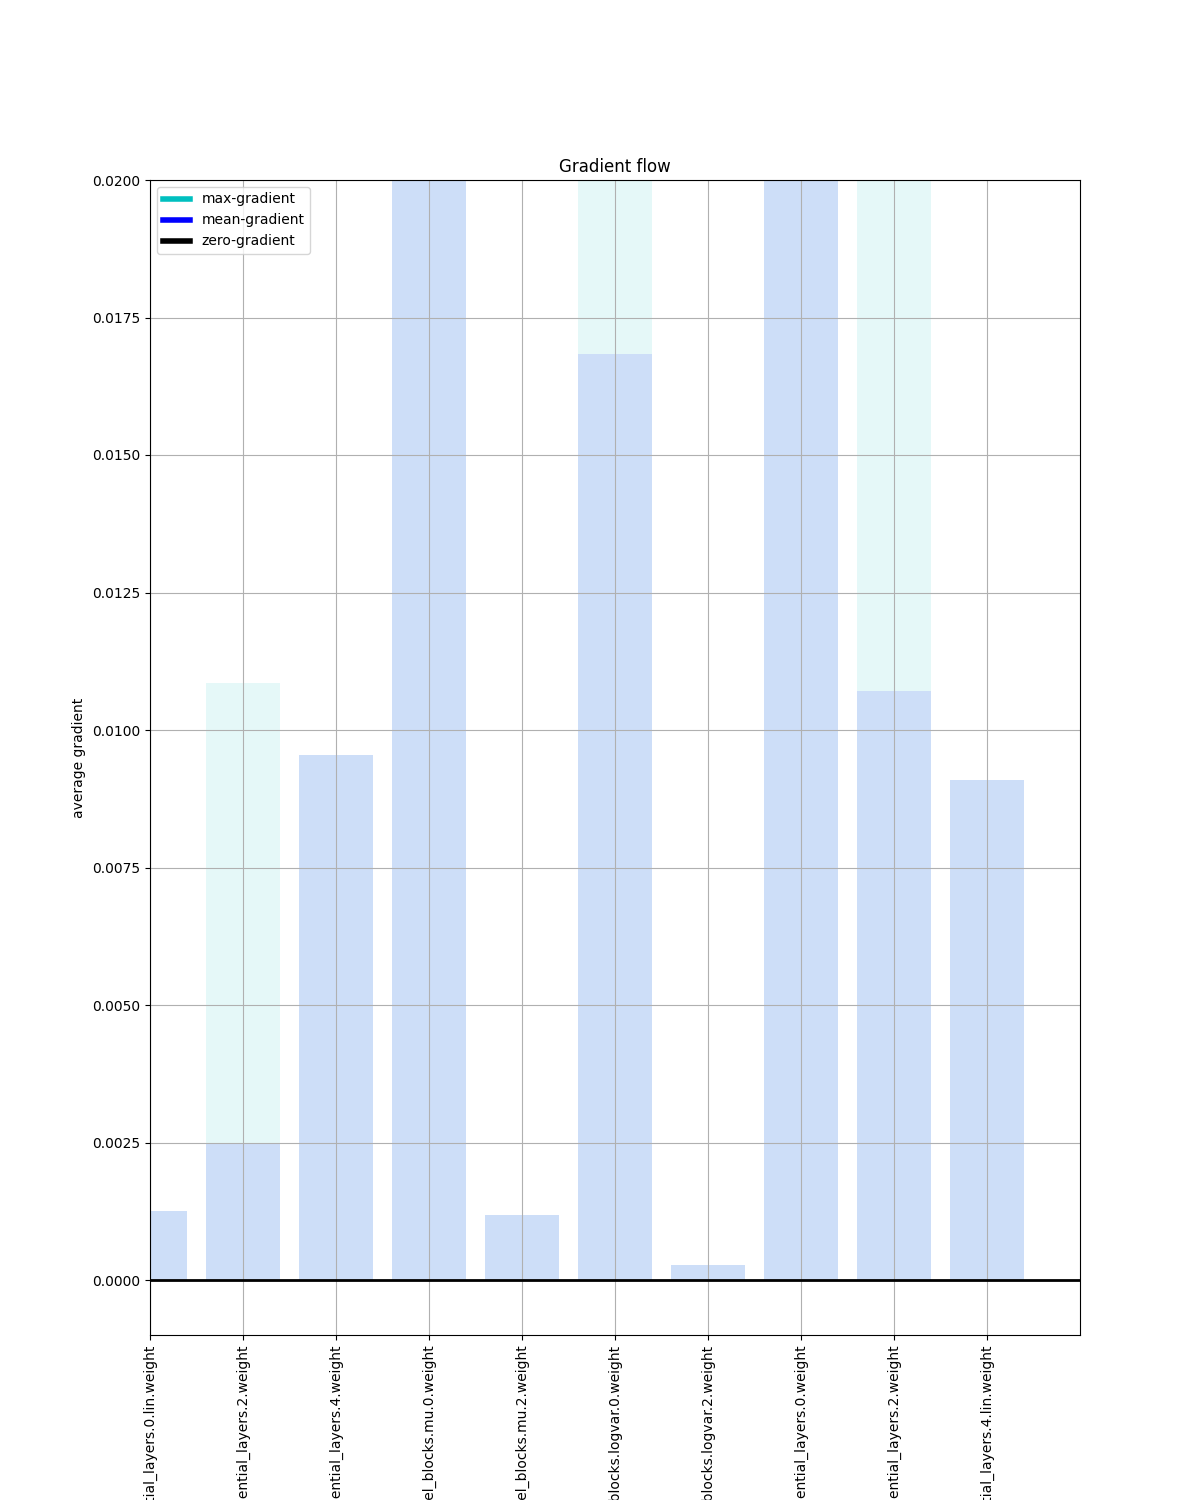 Gradient flow
max-gradient
mean-gradient
zero-gradient
0.0200
0.0175
0.0150
0.0125
0.0100
0.0075
0.0050
0.0025
0.0000
average gradient
tial_layers.0.lin.weight
ential_layers.2.weight
ential_layers.4.weight
el_blocks.mu.0.weight
el_blocks.mu.2.weight
blocks.logvar.0.weight
blocks.logvar.2.weight
ential_layers.0.weight
ential_layers.2.weight
tial_layers.4.lin.weight